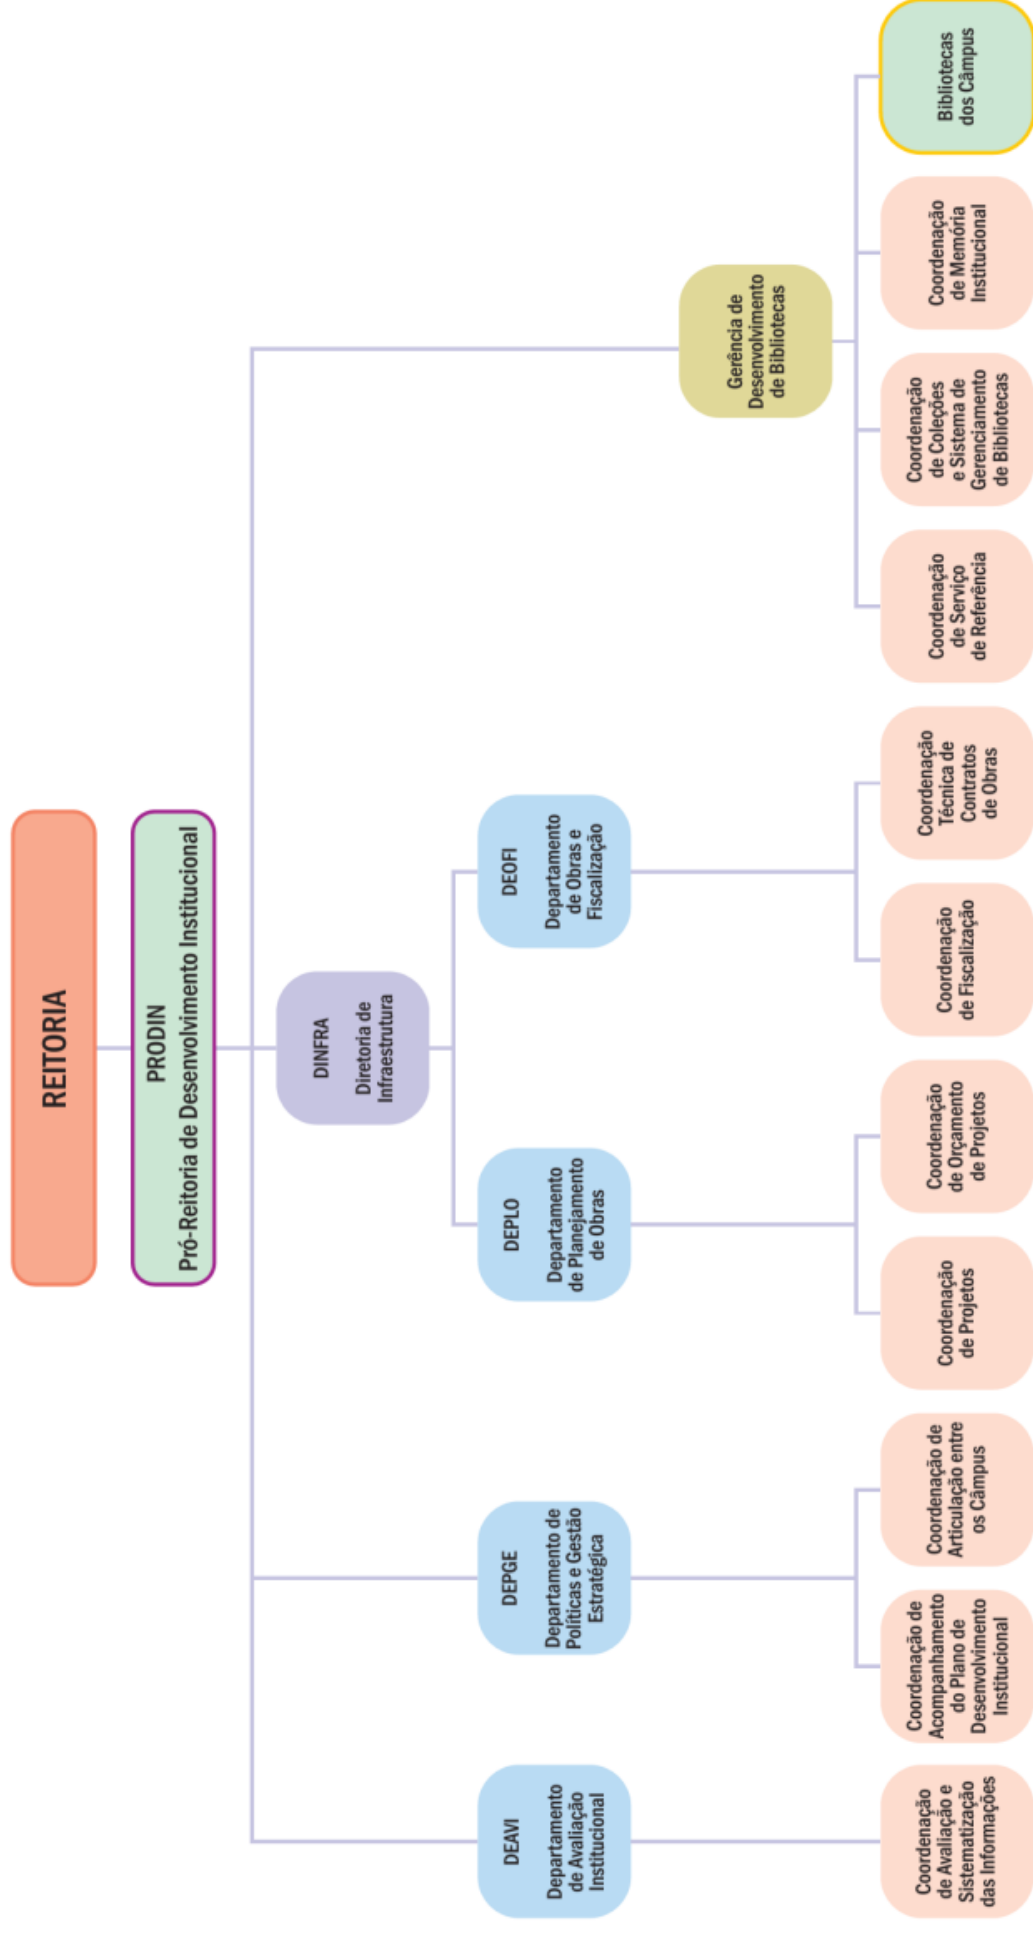 REITORIA
PRODIN
Pró-Reitoria de Desenvolvimento Institucional
DINFRA
Diretoria de
Infraestrutura
DEAVI
Departamento
de Avaliação
Institucional
DEPGE
Departamento de
Políticas e Gestão
Estratégica
DEPLO
Departamento
de Planejamento
de Obras
DEOFI
Departamento
de Obras e
Fiscalização
Gerência de
Desenvolvimento
de Bibliotecas
Coordenação
de Avaliação e
Sistematização
das Informações
Coordenação de
Acompanhamento
do Plano de
Desenvolvimento
Institucional
Coordenação de
Articulação entre
os Câmpus
Coordenação
de Projetos
Coordenação
de Orçamento
de Projetos
Coordenação
de Fiscalização
Coordenação
Técnica de
Contratos
de Obras
Coordenação
de Serviço
de Referência
Coordenação
de Coleções
e Sistema de
Gerenciamento
de Bibliotecas
Coordenação
de Memória
Institucional
Bibliotecas
dos Câmpus